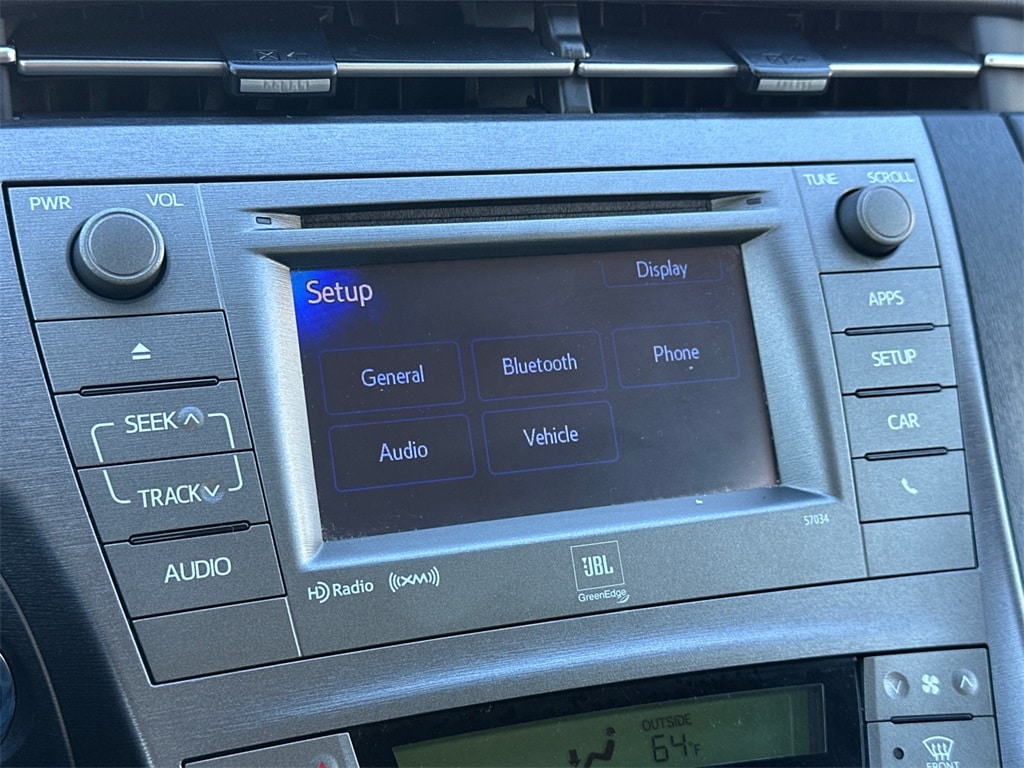 PWR VOL
TUNE SCROLL
Setup
Display
General Bluetooth Phone
Audio Vehicle
SEEK
TRACK
AUDIO
APPS
SETUP
CAR
57034
HD Radio ((XM))
JBL
GreenEdge
OUTSIDE
64°F
FRONT